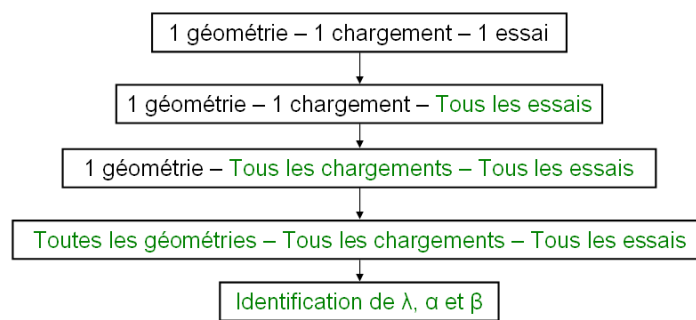 1 géométrie – 1 chargement – 1 essai
1 géométrie – 1 chargement – Tous les essais
1 géométrie – Tous les chargements – Tous les essais
Toutes les géométries – Tous les chargements – Tous les essais
Identification de λ, α et β